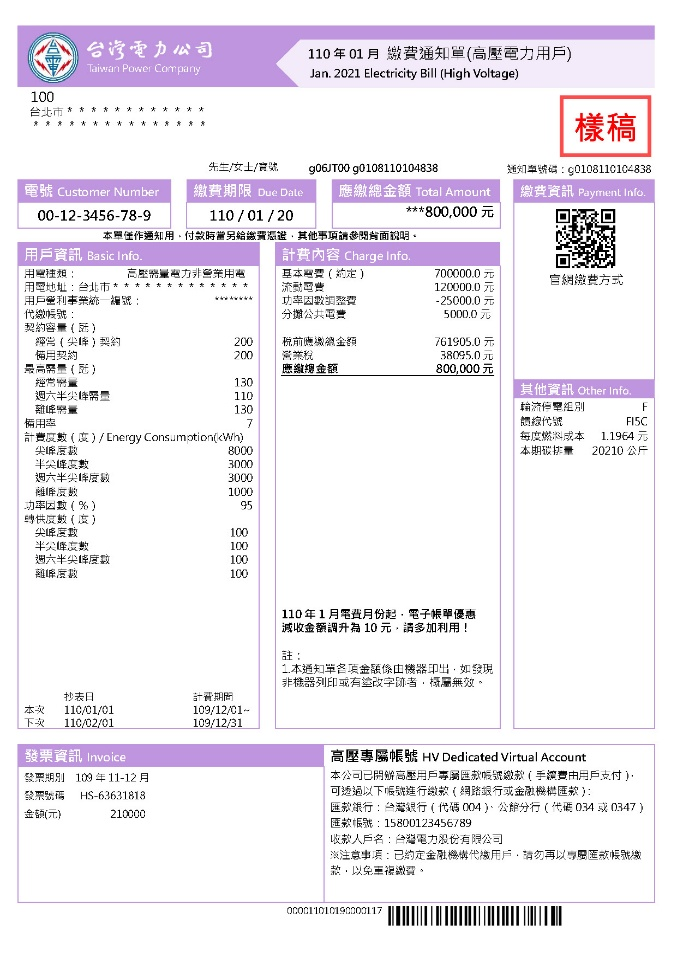 台灣電力公司
Taiwan Power Company
110 年 01 月 繳費通知單(高壓電力用戶)
Jan. 2021 Electricity Bill (High Voltage)
100
台北市＊＊＊＊＊＊＊＊＊＊＊＊
＊＊＊＊＊＊＊＊＊＊＊＊＊
樣稿
先生/女士/寶號 g06JT00 g0108110104838 通知單號碼：g0108110104838
電號 Customer Number
00-12-3456-78-9
繳費期限 Due Date
110 / 01 / 20
應繳總金額 Total Amount
***800,000 元
繳費資訊 Payment Info.
官網繳費方式
本單僅作通知用，付款時當另給繳費憑證，其他事項請參閱背面說明。
用戶資訊 Basic Info.
用電種類： 高壓需量電力非營業用電
用電地址：台北市＊＊＊＊＊＊＊＊＊＊＊
用戶營利事業統一編號： ********
代繳帳號：
契約容量（瓩）
經常（尖峰）契約 200
備用契約 200
最高需量（瓩）
經常需量 130
週六半尖峰需量 110
離峰需量 130
備用率 7
計費度數（度）/ Energy Consumption(kWh)
尖峰度數 8000
半尖峰度數 3000
週六半尖峰度數 3000
離峰度數 1000
功率因數（%） 95
轉供度數（度）
尖峰度數 100
半尖峰度數 100
週六半尖峰度數 100
離峰度數 100
抄表日 計費期間
本次 110/01/01 109/12/01~
下次 110/02/01 109/12/31
計費內容 Charge Info.
基本電費（約定） 700000.0 元
流動電費 120000.0 元
功率因數調整費 -25000.0 元
分攤公共電費 5000.0 元
稅前應繳總金額 761905.0 元
營業稅 38095.0 元
應繳總金額 800,000 元
110 年 1 月電費月份起，電子帳單優惠
減收金額調升為 10 元，請多加利用！
註：
1.本通知單各項金額係由機器印出，如發現
非機器列印或有塗改字跡者，概屬無效。
其他資訊 Other Info.
輪流停電組別 F
饋線代號 FI5C
每度燃料成本 1.1964 元
本期碳排量 20210 公斤
發票資訊 Invoice
發票期別 109 年 11-12 月
發票號碼 HS-63631818
金額(元) 210000
高壓專屬帳號 HV Dedicated Virtual Account
本公司已開辦高壓用戶專屬匯款帳號繳款（手續費由用戶支付），
可透過以下帳號進行繳款（網路銀行或金融機構匯款）：
匯款銀行：台灣銀行（代碼 004）、公館分行（代碼 034 或 0347）
匯款帳號：15800123456789
收款人戶名：台灣電力股份有限公司
※注意事項：已約定金融機構代繳用戶，請勿再以專屬匯款帳號繳
款，以免重複繳費。
000011010190000117